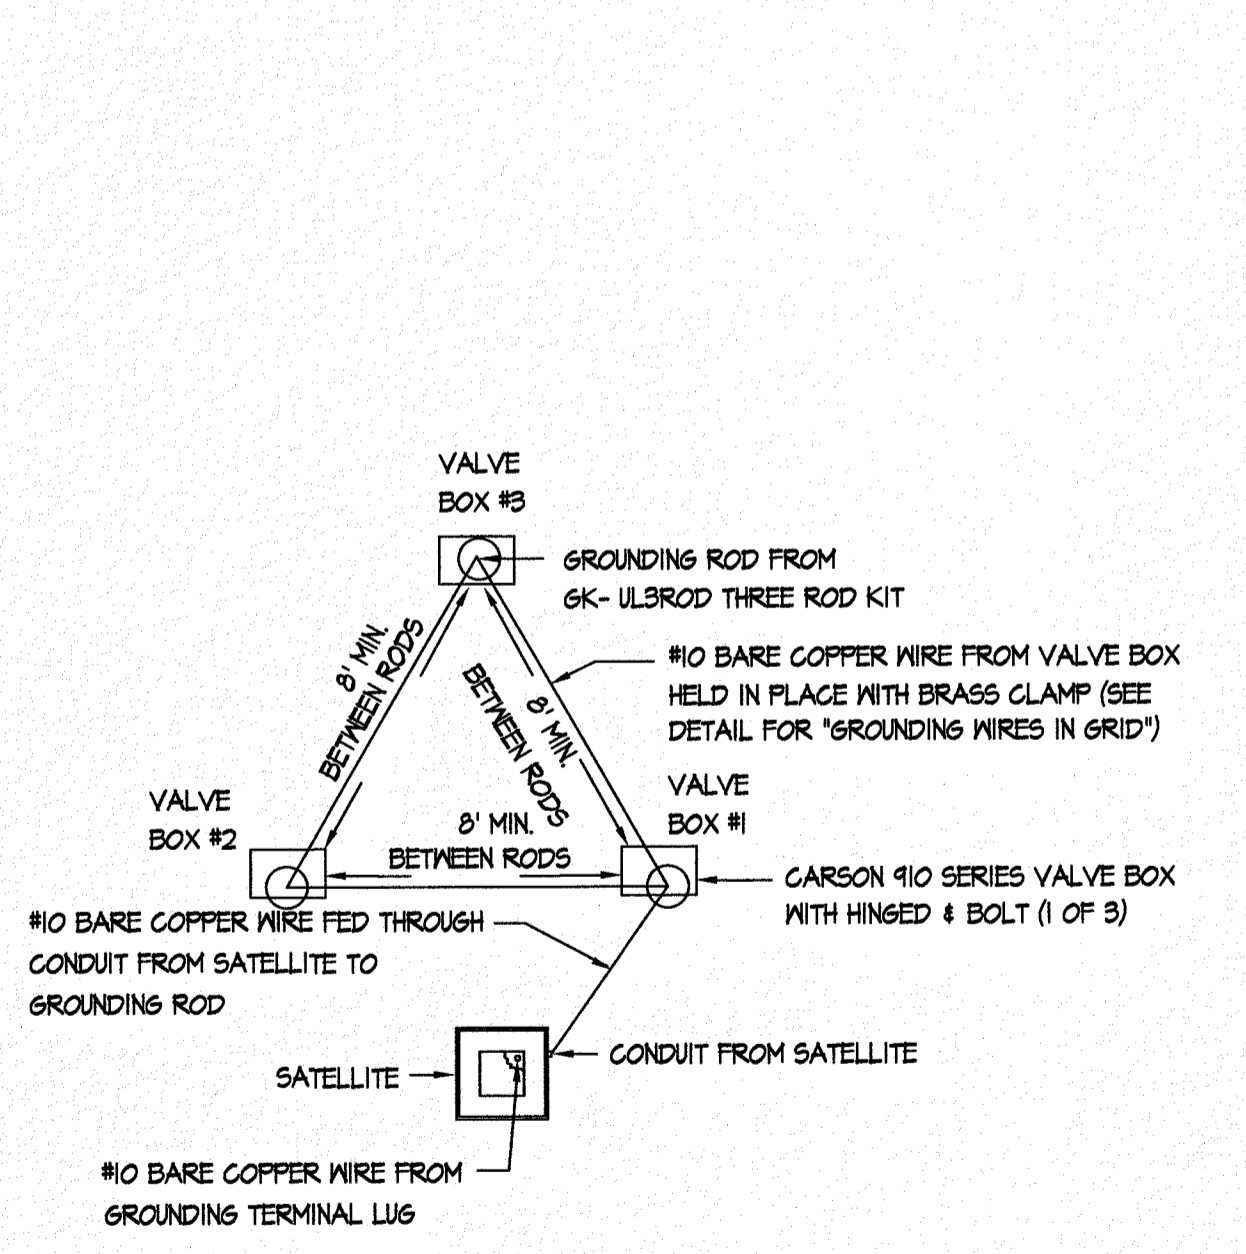 VALVE
BOX #3
GROUNDING ROD FROM
GK- UL3ROD THREE ROD KIT
8' MIN.
BETWEEN RODS
8' MIN.
BETWEEN RODS
#10 BARE COPPER WIRE FROM VALVE BOX
HELD IN PLACE WITH BRASS CLAMP (SEE
DETAIL FOR "GROUNDING WIRES IN GRID")
VALVE
BOX #2
8' MIN.
BETWEEN RODS
VALVE
BOX #1
CARSON 910 SERIES VALVE BOX
WITH HINGED & BOLT (1 OF 3)
#10 BARE COPPER WIRE FED THROUGH
CONDUIT FROM SATELLITE TO
GROUNDING ROD
CONDUIT FROM SATELLITE
SATELLITE
#10 BARE COPPER WIRE FROM
GROUNDING TERMINAL LUG